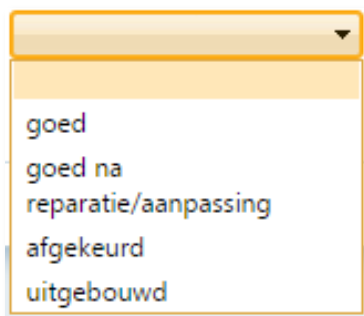 goed
goed na
reparatie/aanpassing
afgekeurd
uitgebouwd